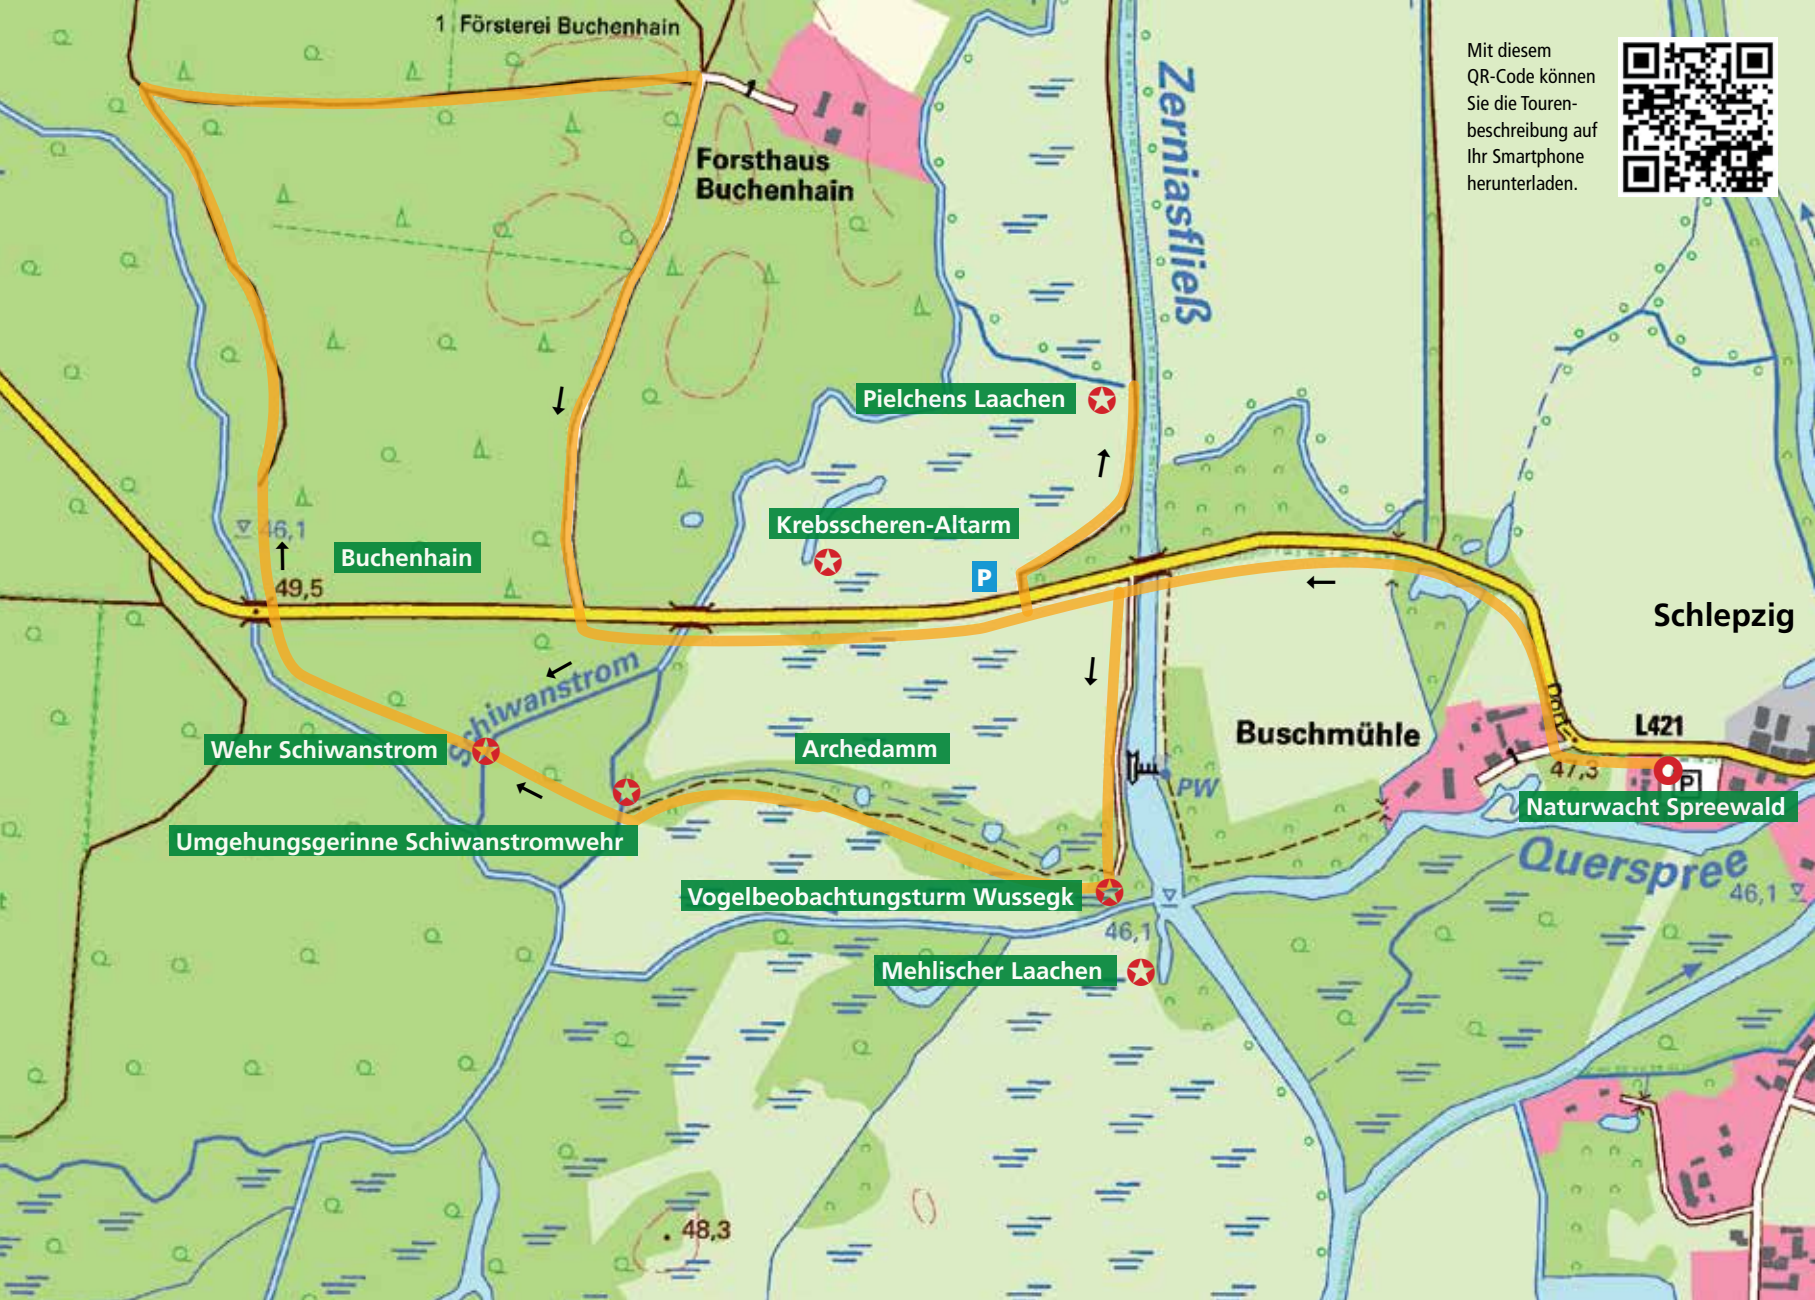 1 Försterei Buchenhain
Mit diesem
QR-Code können
Sie die Touren-
beschreibung auf
Ihr Smartphone
herunterladen.
Zerniasfließ
Forsthaus
Buchenhain
Pielchens Laachen
Krebsscheren-Altarm
46,1
Buchenhain
P
49,5
Schlepzig
Schiwanstrom
Dorfstr.
L421
Buschmühle
Wehr Schiwanstrom
Archedamm
47,3
P
PW
Naturwacht Spreewald
Umgehungsgerinne Schiwanstromwehr
Querspree
Vogelbeobachtungsturm Wussegk
46,1
46,1
Mehlischer Laachen
48,3